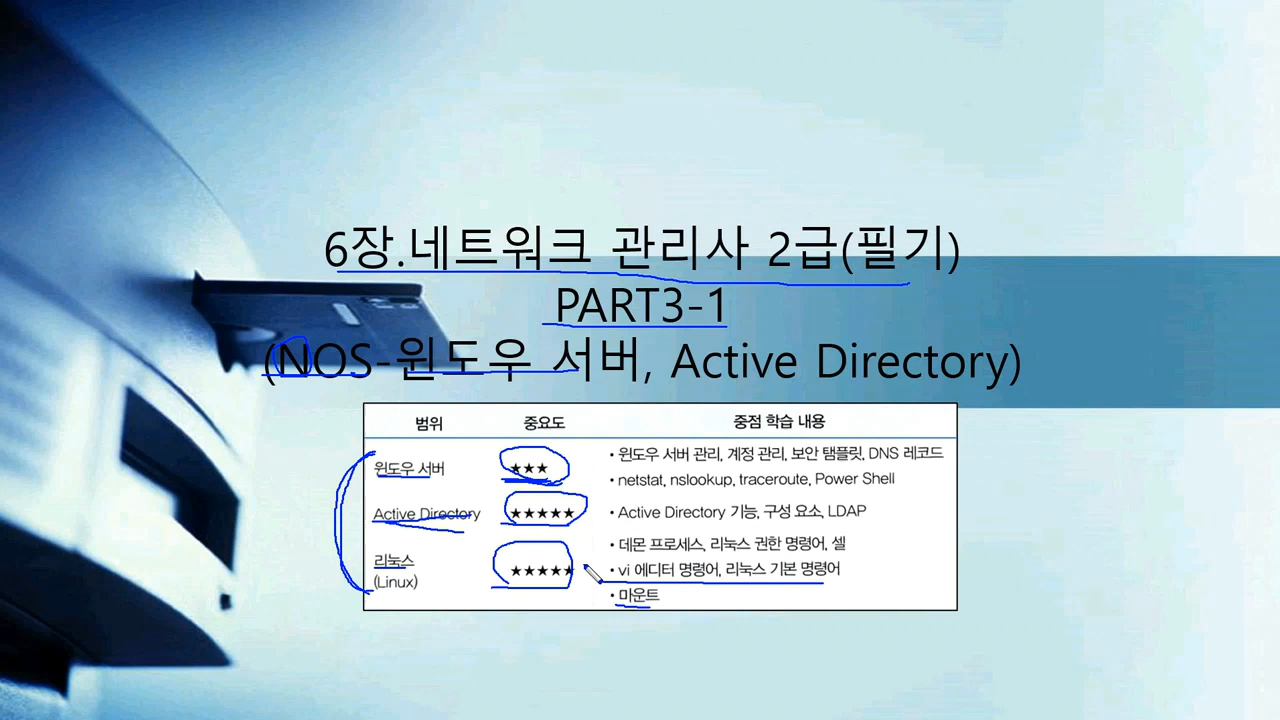 6장.네트워크 관리사 2급(필기)
PART3-1
(NOS-윈도우 서버, Active Directory)
범위 중요도 중점 학습 내용
윈도우 서버 ★★★ • 윈도우 서버 관리, 계정 관리, 보안 탬플릿, DNS 레코드
• netstat, nslookup, traceroute, Power Shell
Active Directory ★★★★★ • Active Directory 기능, 구성 요소, LDAP
리눅스
(Linux) ★★★★★ • 데몬 프로세스, 리눅스 권한 명령어, 셸
• vi 에디터 명령어, 리눅스 기본 명령어
• 마운트